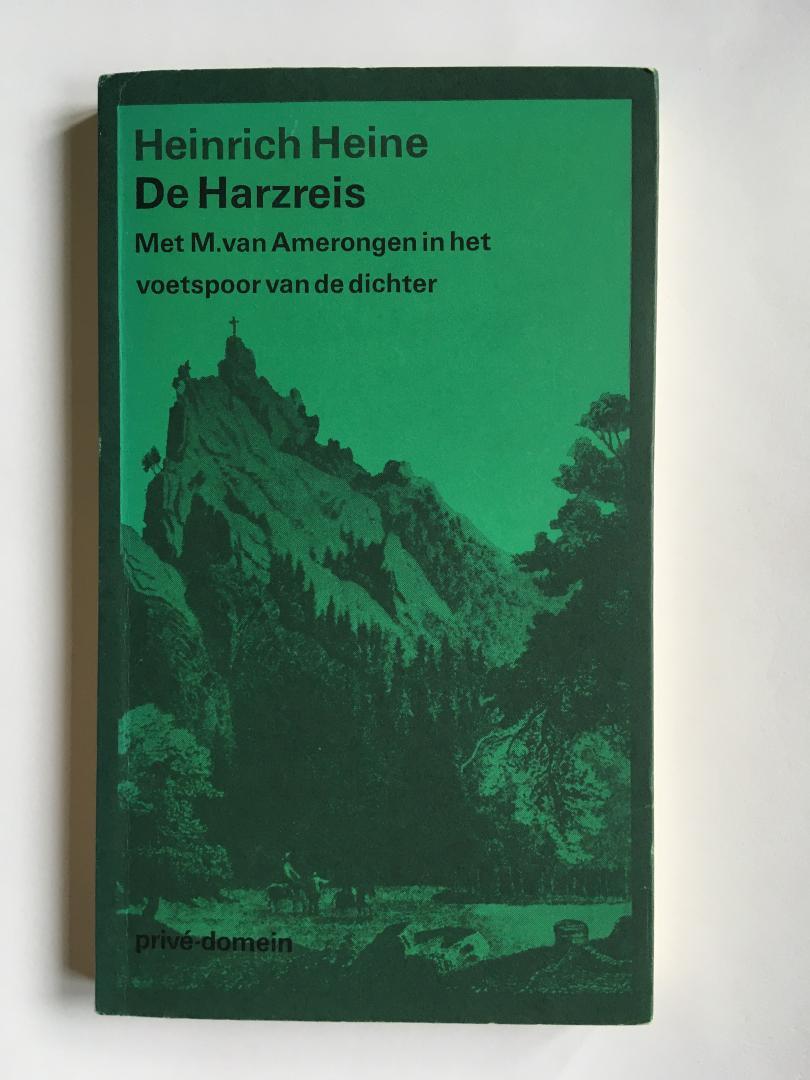 Heinrich Heine
De Harzreis
Met M.van Amerongen in het
voetspoor van de dichter
privé-domein